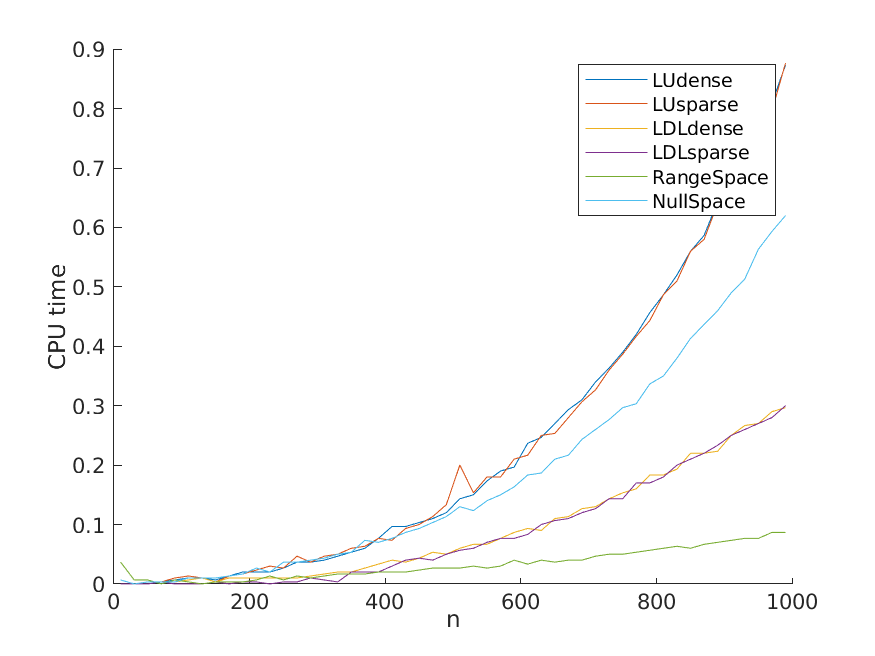 0.9
0.8
0.7
0.6
0.5
0.4
0.3
0.2
0.1
0
CPU time
LUdense
LUsparse
LDLdense
LDLsparse
RangeSpace
NullSpace
0 200 400 600 800 1000
n